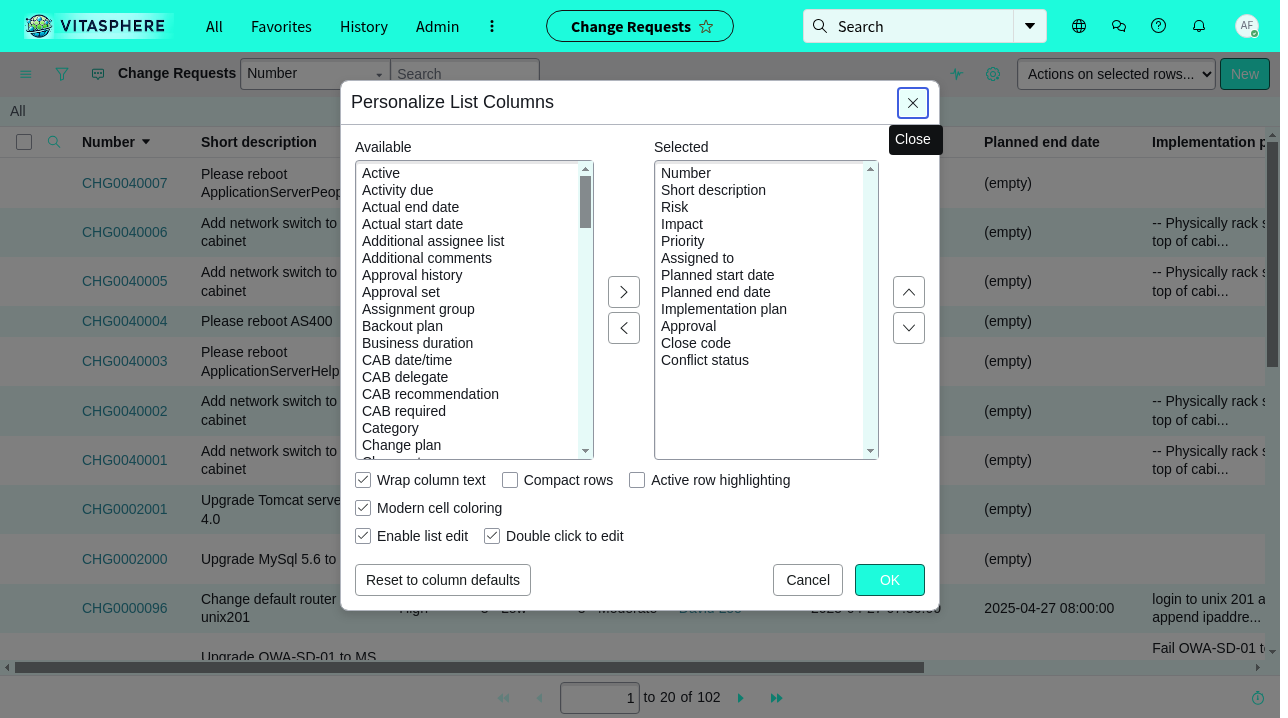 VITASPHERE
All
Favorites
History
Admin
Change Requests
Search
AF
Change Requests
Number
Search
Actions on selected rows...
New
All
Number
Short description
Planned end date
CHG0040007
Please reboot
(empty)
CHG0040006
Add network switch to
cabinet
(empty)
-- Physically rack
top of cabi...
CHG0040005
Add network switch to
cabinet
(empty)
-- Physically rack
top of cabi...
CHG0040004
Please reboot AS400
(empty)
CHG0040003
Please reboot
(empty)
CHG0040002
Add network switch to
cabinet
(empty)
-- Physically rack
top of cabi...
CHG0040001
Add network switch to
cabinet
(empty)
-- Physically rack
top of cabi...
CHG0002001
Upgrade Tomcat
4.0
(empty)
CHG0002000
Upgrade MySql 5.6 to
(empty)
CHG0000096
Change default router
unix201
2025-04-27 08:00:00
login to unix 201 a
append ipaddre...
Upgrade OWA-SD-01 to MS
Fail OWA-SD-01
1 to 20 of 102
Personalize List Columns
Close
Available
Active
Activity due
Actual end date
Actual start date
Additional assignee list
Additional comments
Approval history
Approval set
Assignment group
Backout plan
Business duration
CAB date/time
CAB delegate
CAB recommendation
CAB required
Category
Change plan
Selected
Number
Short description
Risk
Impact
Priority
Assigned to
Planned start date
Planned end date
Implementation plan
Approval
Close code
Conflict status
Wrap column text
Compact rows
Active row highlighting
Modern cell coloring
Enable list edit
Double click to edit
Reset to column defaults
Cancel
OK